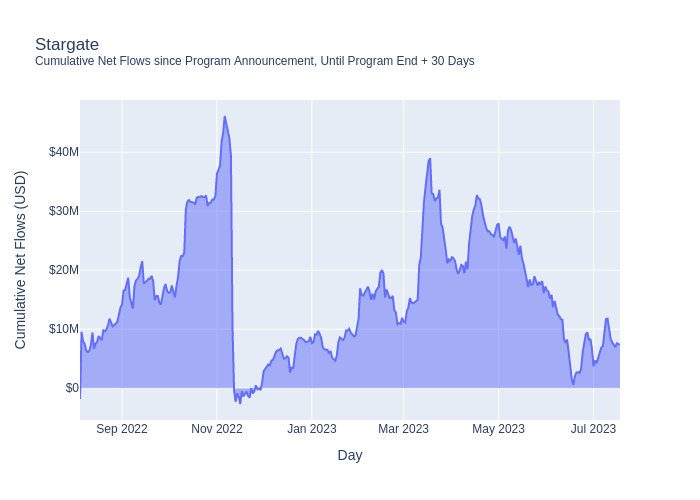 Stargate
Cumulative Net Flows since Program Announcement, Until Program End + 30 Days
Cumulative Net Flows (USD)
$40M
$30M
$20M
$10M
$0
Sep 2022
Nov 2022
Jan 2023
Mar 2023
May 2023
Jul 2023
Day